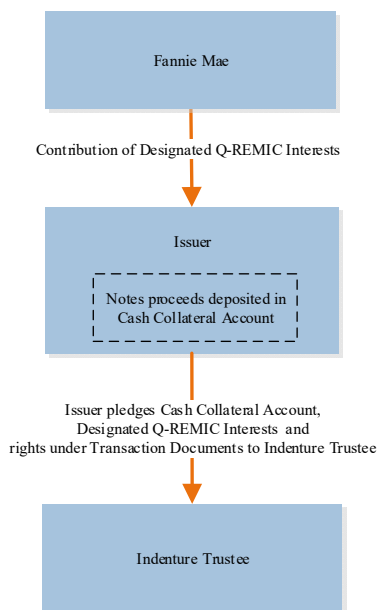 Fannie Mae
Contribution of Designated Q-REMIC Interests
Issuer
Notes proceeds deposited in
Cash Collateral Account
Issuer pledges Cash Collateral Account,
Designated Q-REMIC Interests and
rights under Transaction Documents to Indenture Trustee
Indenture Trustee